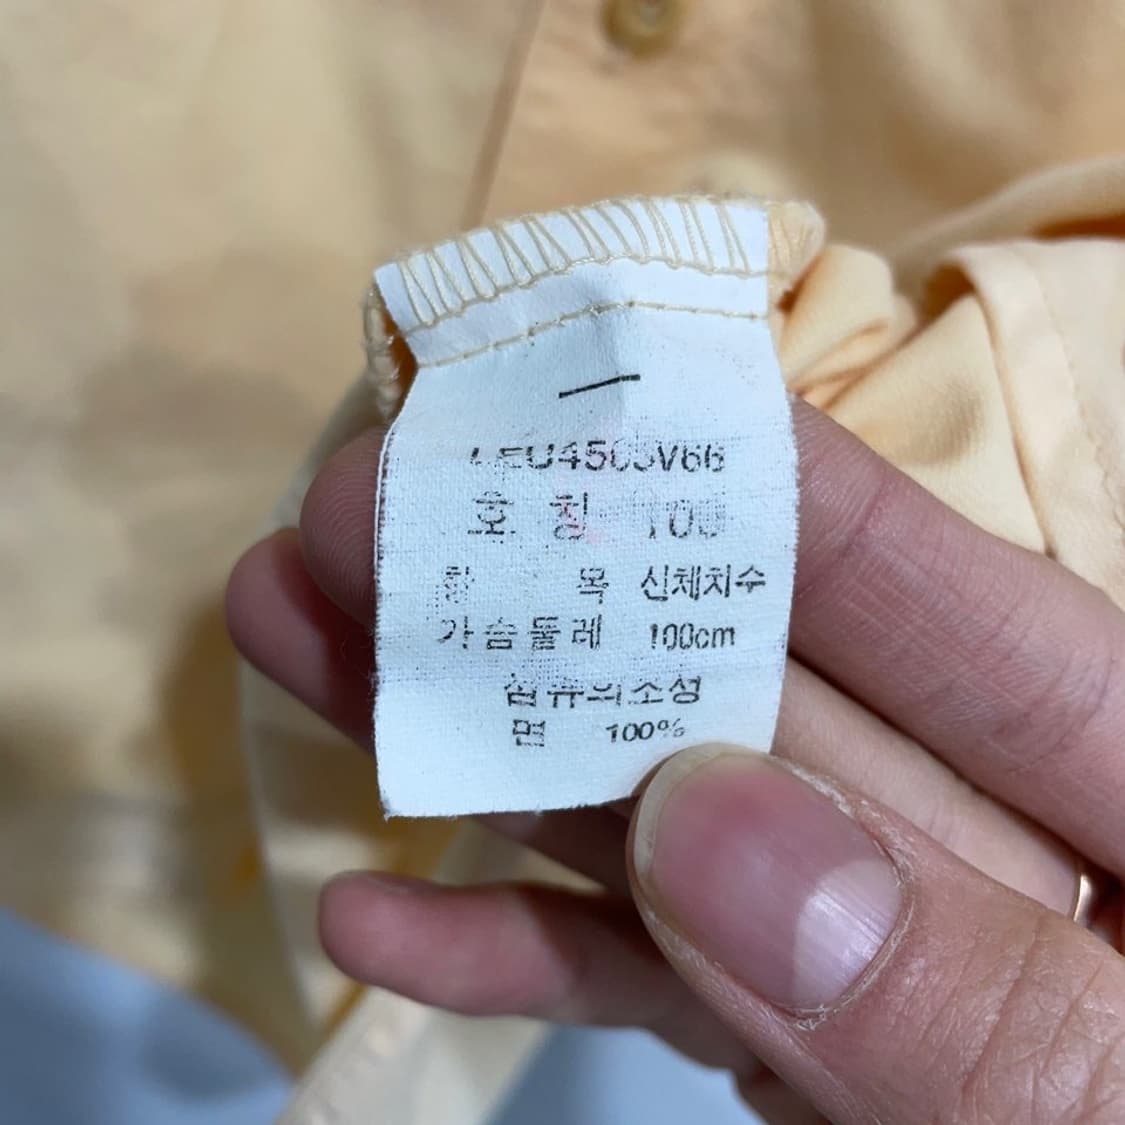 호 칭 100
항 목 신체치수
가슴둘레 100cm
섬유의조성
면 100%